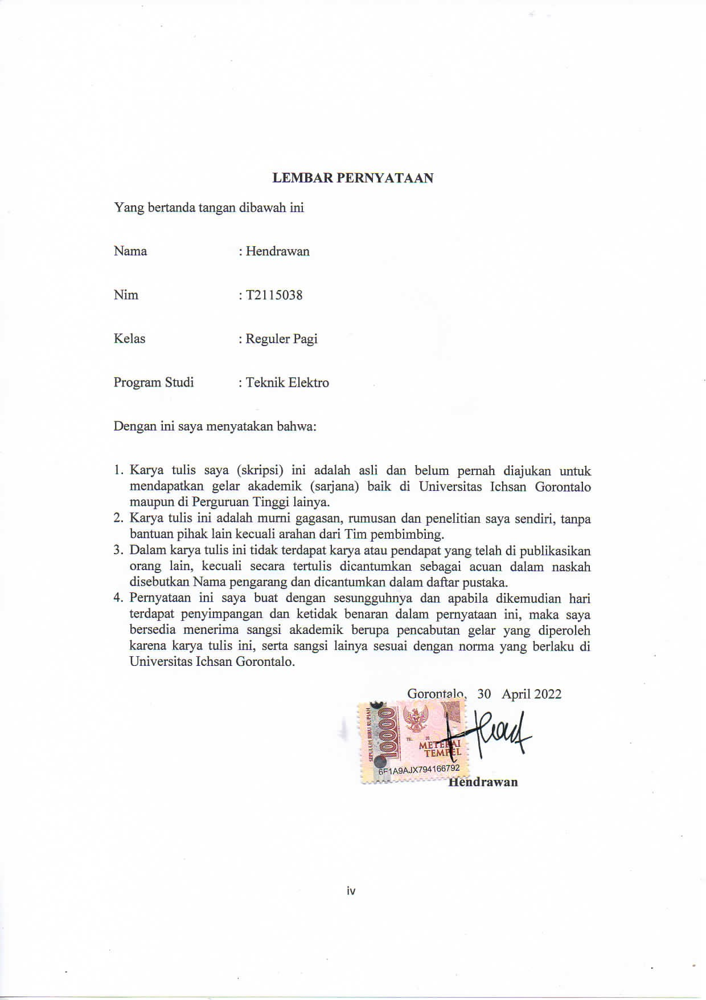 LEMBAR PERNYATAAN
Yang bertanda tangan dibawah ini
Nama : Hendrawan
Nim : T2115038
Kelas : Reguler Pagi
Program Studi : Teknik Elektro
Dengan ini saya menyatakan bahwa:
1. Karya tulis saya (skripsi) ini adalah asli dan belum pernah diajukan untuk
mendapatkan gelar akademik (sarjana) baik di Universitas Ichsan Gorontalo
maupun di Perguruan Tinggi lainya.
2. Karya tulis ini adalah murni gagasan, rumusan dan penelitian saya sendiri, tanpa
bantuan pihak lain kecuali arahan dari Tim pembimbing.
3. Dalam karya tulis ini tidak terdapat karya atau pendapat yang telah di publikasikan
orang lain, kecuali secara tertulis dicantumkan sebagai acuan dalam naskah
disebutkan Nama pengarang dan dicantumkan dalam daftar pustaka.
4. Pernyataan ini saya buat dengan sesungguhnya dan apabila dikemudian hari
terdapat penyimpangan dan ketidak benaran dalam pernyataan ini, maka saya
bersedia menerima sangsi akademik berupa pencabutan gelar yang diperoleh
karena karya tulis ini, serta sangsi lainya sesuai dengan norma yang berlaku di
Universitas Ichsan Gorontalo.
Gorontalo, 30 April 2022
SEPULUH RIBU RUPIAH
10000
TGL. 20
METERAI
TEMPEL
6F1A9AJX794166792
Hendrawan
iv